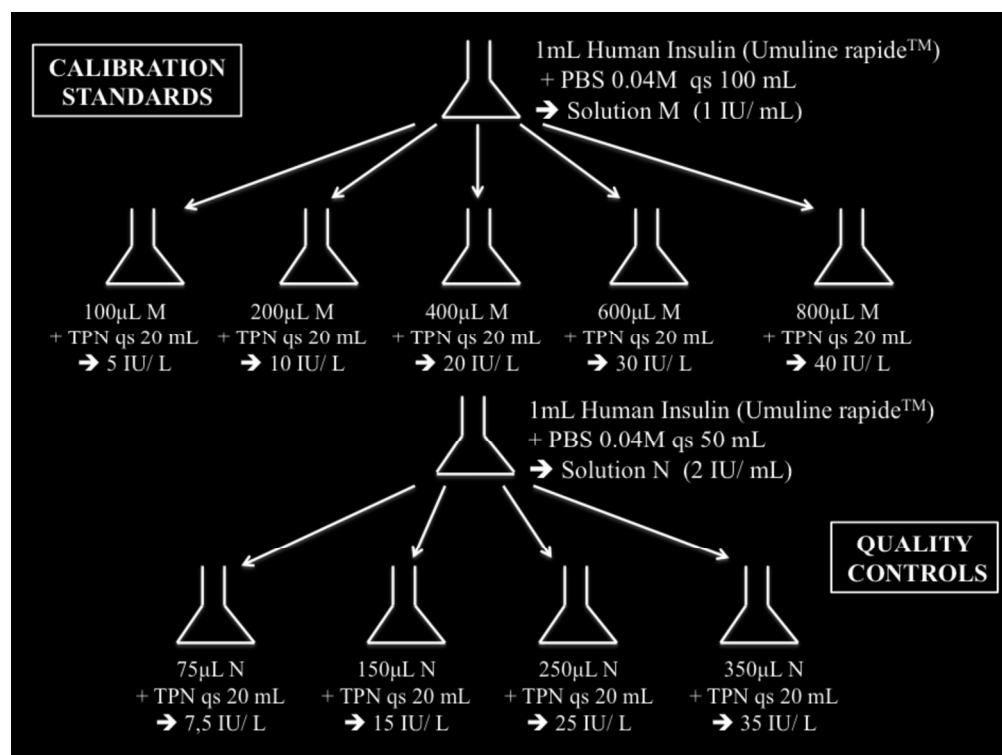 CALIBRATION
STANDARDS
1mL Human Insulin (Umuline rapide™)
+ PBS 0.04M qs 100 mL
➔ Solution M (1 IU/ mL)
100μL M
+ TPN qs 20 mL
➔ 5 IU/ L
200μL M
+ TPN qs 20 mL
➔ 10 IU/ L
400μL M
+ TPN qs 20 mL
➔ 20 IU/ L
600μL M
+ TPN qs 20 mL
➔ 30 IU/ L
800μL M
+ TPN qs 20 mL
➔ 40 IU/ L
1mL Human Insulin (Umuline rapide™)
+ PBS 0.04M qs 50 mL
➔ Solution N (2 IU/ mL)
QUALITY
CONTROLS
75μL N
+ TPN qs 20 mL
➔ 7,5 IU/ L
150μL N
+ TPN qs 20 mL
➔ 15 IU/ L
250μL N
+ TPN qs 20 mL
➔ 25 IU/ L
350μL N
+ TPN qs 20 mL
➔ 35 IU/ L